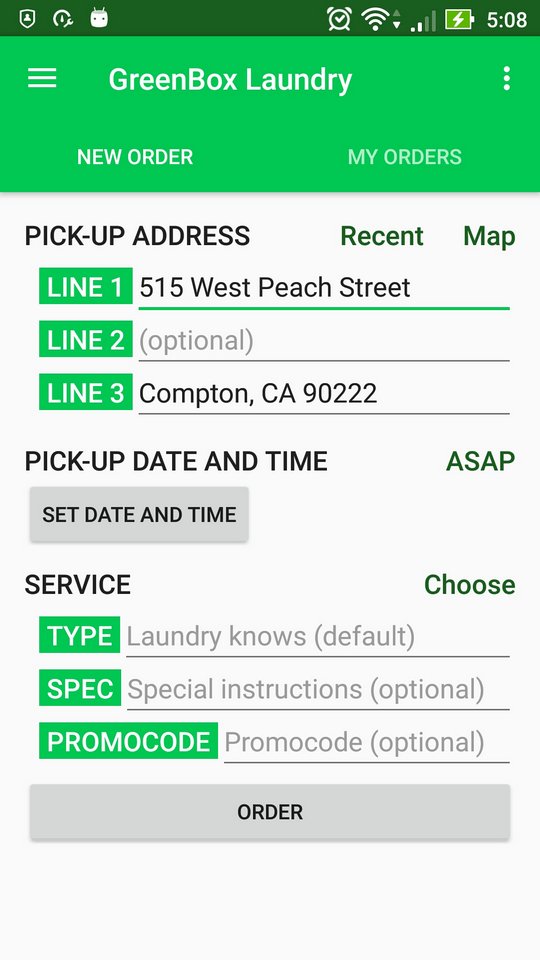 5:08
GreenBox Laundry
NEW ORDER MY ORDERS
PICK-UP ADDRESS Recent Map
LINE 1 515 West Peach Street
LINE 2 (optional)
LINE 3 Compton, CA 90222
PICK-UP DATE AND TIME ASAP
SET DATE AND TIME
SERVICE Choose
TYPE Laundry knows (default)
SPEC Special instructions (optional)
PROMOCODE Promocode (optional)
ORDER